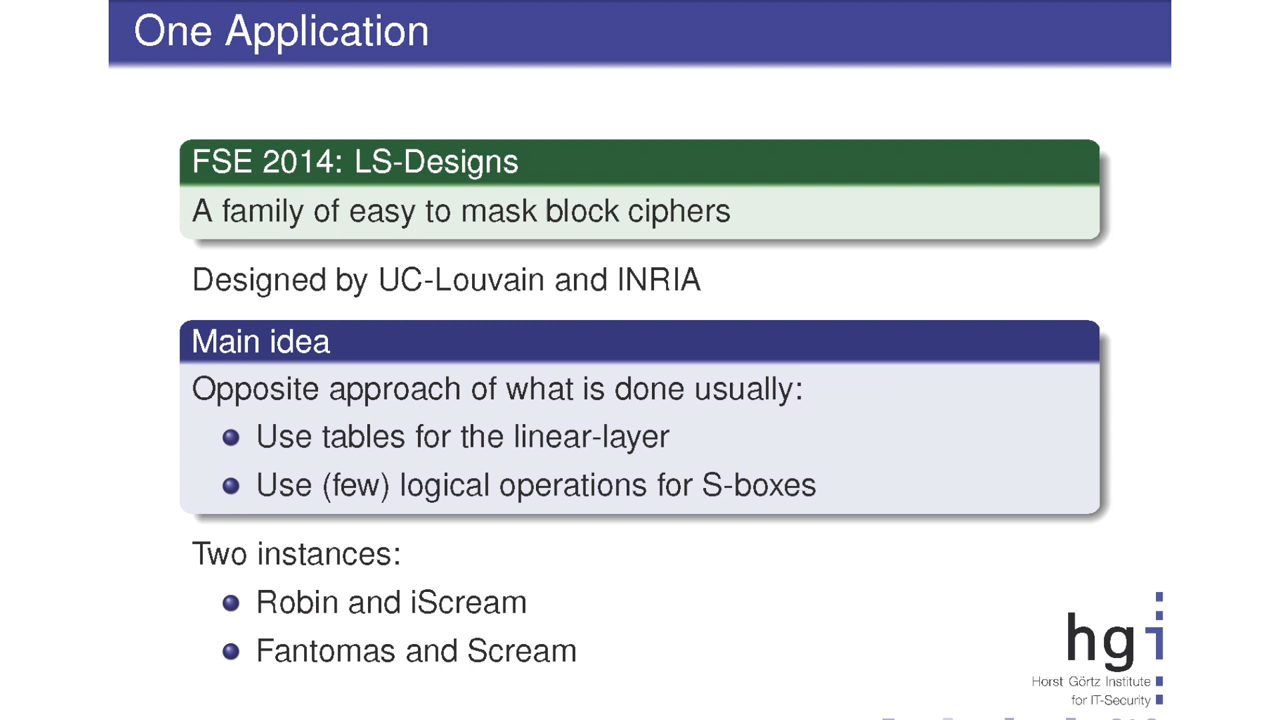 One Application
FSE 2014: LS-Designs
A family of easy to mask block ciphers
Designed by UC-Louvain and INRIA
Main idea
Opposite approach of what is done usually:
Use tables for the linear-layer
Use (few) logical operations for S-boxes
Two instances:
Robin and iScream
Fantomas and Scream
hgi
Horst Görtz Institute
for IT-Security